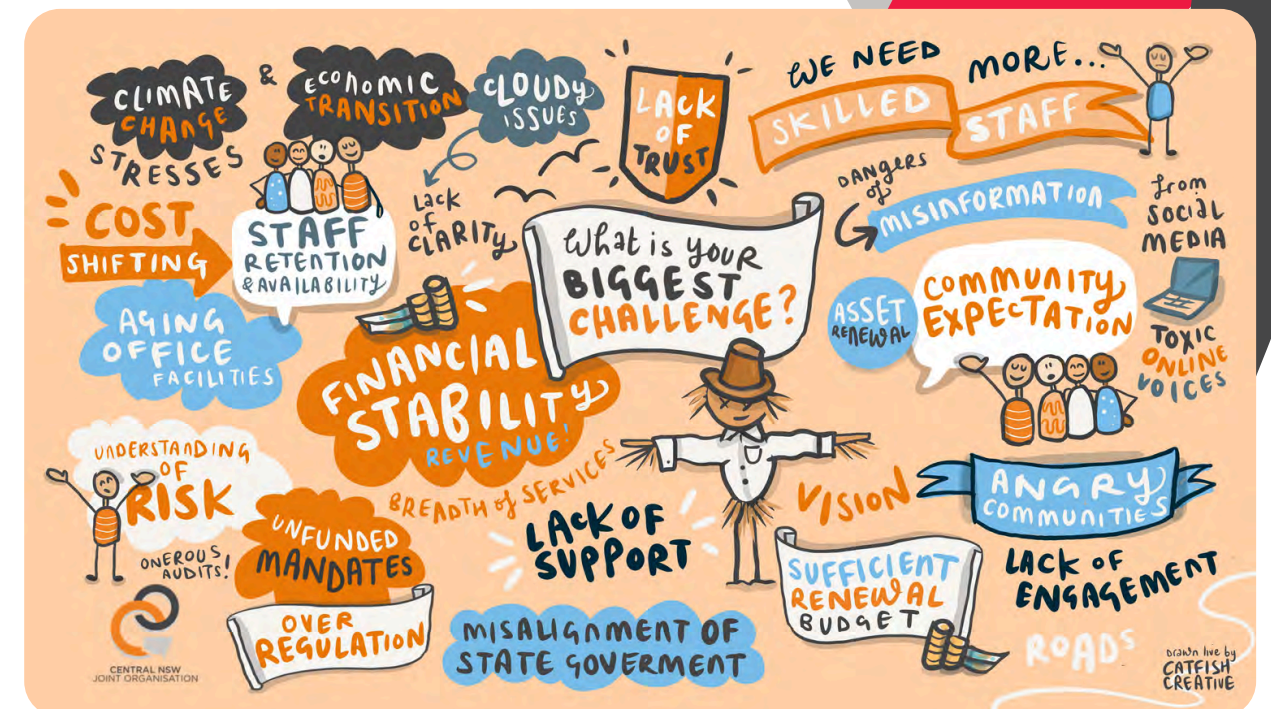 CLIMATE
CHANGE
STRESSES
&
ECONOMIC
TRANSITION
CLOUDY
ISSUES
Lack
of
CLARITY
LACK
OF
TRUST
WE NEED MORE...
SKILLED STAFF
COST
SHIFTING
STAFF
RETENTION
& AVAILABILITY
What is YOUR
BIGGEST
CHALLENGE?
DANGERS
of
MISINFORMATION
from
SOCIAL
MEDIA
ASSET
RENEWAL
COMMUNITY
EXPECTATION
TOXIC
ONLINE
VOICES
AGING
OFFICE
FACILITIES
FINANCIAL
STABILITY
REVENUE!
UNDERSTANDING
OF
RISK
ONEROUS
AUDITS!
BREADTH of SERVICES
UNFUNDED
MANDATES
LACK OF
SUPPORT
VISION
ANGRY
COMMUNITIES
OVER
REGULATION
MISALIGNMENT OF
STATE GOVERMENT
SUFFICIENT
RENEWAL
BUDGET
LACK OF
ENGAGEMENT
ROADS
CENTRAL NSW
JOINT ORGANISATION
Drawn live by
CATFISH
CREATIVE